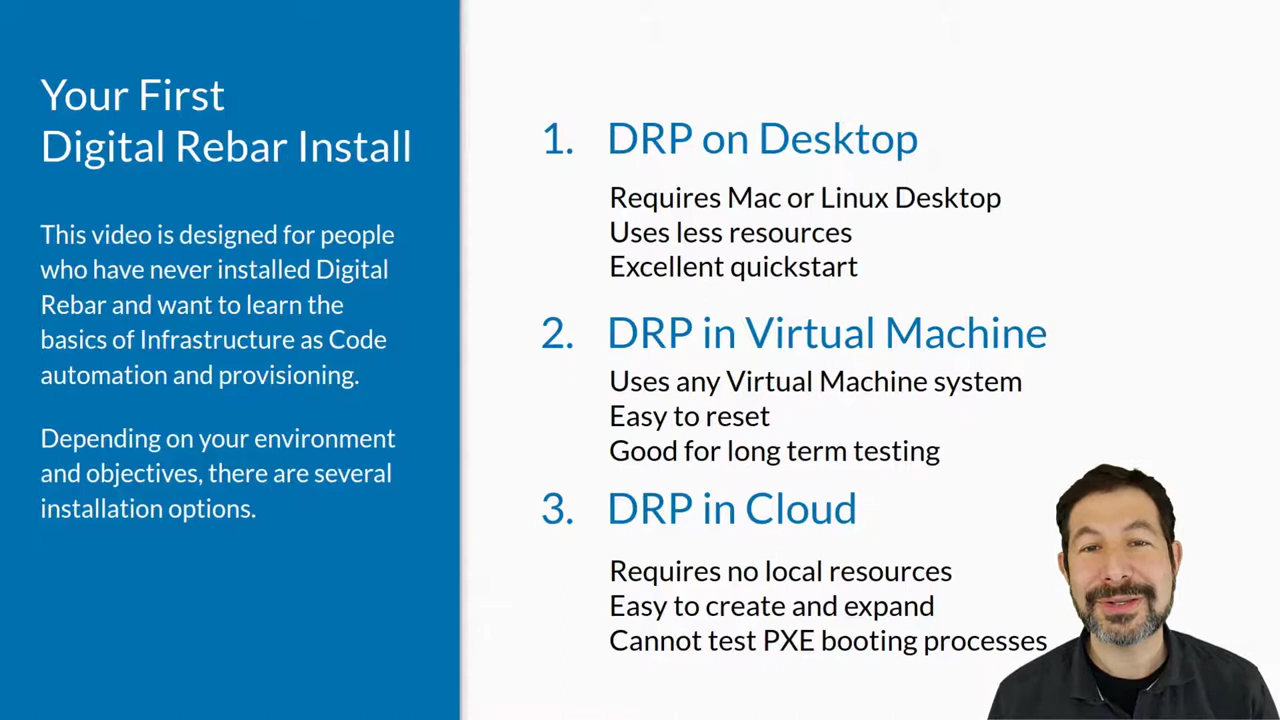 Your First
Digital Rebar Install
This video is designed for people
who have never installed Digital
Rebar and want to learn the
basics of Infrastructure as Code
automation and provisioning.
Depending on your environment
and objectives, there are several
installation options.
1. DRP on Desktop
Requires Mac or Linux Desktop
Uses less resources
Excellent quickstart
2. DRP in Virtual Machine
Uses any Virtual Machine system
Easy to reset
Good for long term testing
3. DRP in Cloud
Requires no local resources
Easy to create and expand
Cannot test PXE booting processes